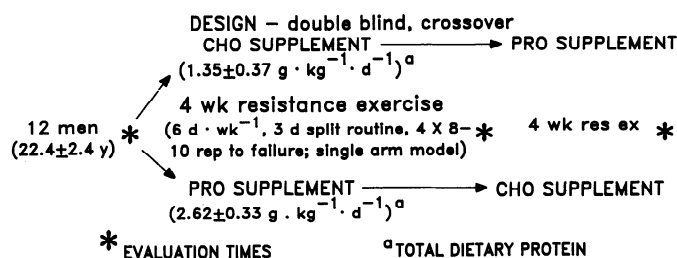 DESIGN – double blind, crossover
CHO SUPPLEMENT PRO SUPPLEMENT
(1.35±0.37 g · kg⁻¹ · d⁻¹)ᵃ
4 wk resistance exercise
12 men * (6 d · wk⁻¹, 3 d split routine, 4 X 8– * 4 wk res ex *
(22.4±2.4 y) 10 rep to failure; single arm model)
PRO SUPPLEMENT CHO SUPPLEMENT
(2.62±0.33 g . kg⁻¹ · d⁻¹)ᵃ
* EVALUATION TIMES ᵃTOTAL DIETARY PROTEIN